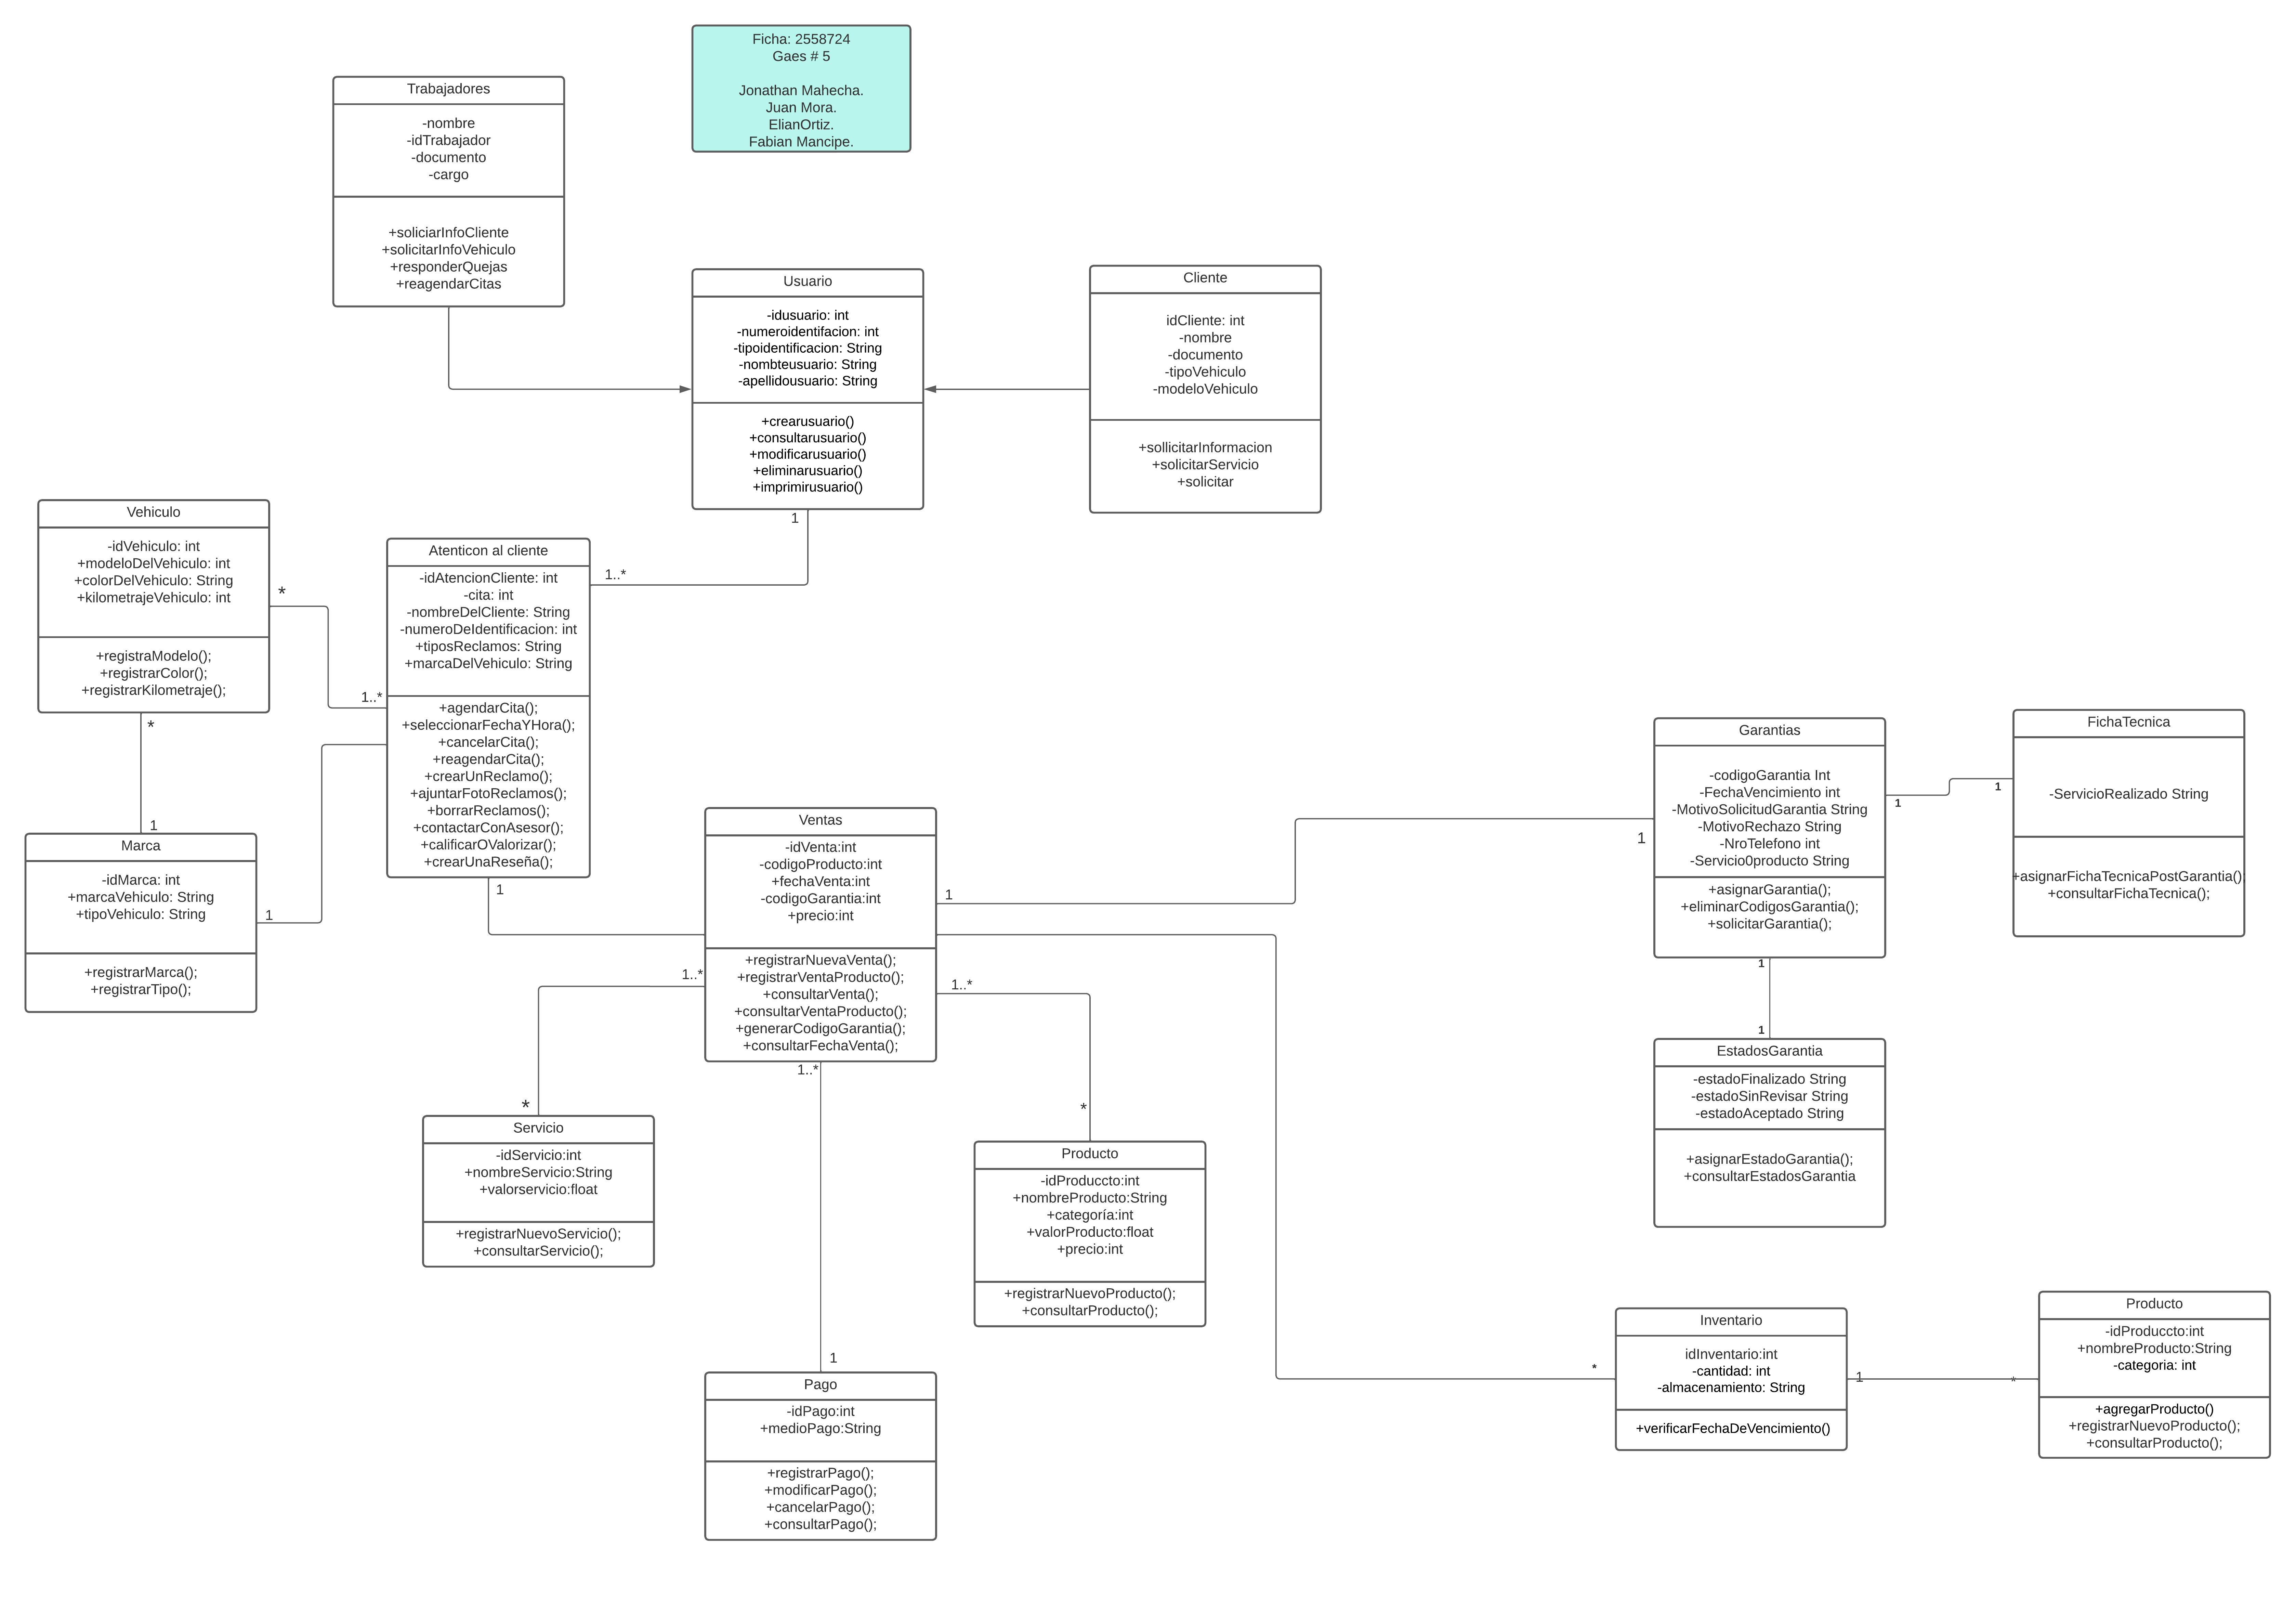 Ficha: 2558724
Gaes # 5
Jonathan Mahecha.
Juan Mora.
ElianOrtiz.
Fabian Mancipe.
Trabajadores
-nombre
-idTrabajador
-documento
-cargo
+soliciarInfoCliente
+solicitarInfoVehiculo
+responderQuejas
+reagendarCitas
Usuario
-idusuario: int
-numeroidentifacion: int
-tipoidentificacion: String
-nombteusuario: String
-apellidousuario: String
+crearusuario()
+consultarusuario()
+modificarusuario()
+eliminarusuario()
+imprimirusuario()
1
Cliente
idCliente: int
-nombre
-documento
-tipoVehiculo
-modeloVehiculo
+sollicitarInformacion
+solicitarServicio
+solicitar
Vehiculo
-idVehiculo: int
+modeloDelVehiculo: int
+colorDelVehiculo: String
+kilometrajeVehiculo: int
+registraModelo();
+registrarColor();
+registrarKilometraje();
*
*
Atenticon al cliente
-idAtencionCliente: int
-cita: int
-nombreDelCliente: String
-numeroDeIdentificacion: int
+tiposReclamos: String
+marcaDelVehiculo: String
+agendarCita();
+seleccionarFechaYHora();
+cancelarCita();
+reagendarCita();
+crearUnReclamo();
+ajuntarFotoReclamos();
+borrarReclamos();
+contactarConAsesor();
+calificarOValorizar();
+crearUnaReseña();
1..*
1..*
1
1
Marca
-idMarca: int
+marcaVehiculo: String
+tipoVehiculo: String
+registrarMarca();
+registrarTipo();
1
Ventas
-idVenta:int
-codigoProducto:int
+fechaVenta:int
-codigoGarantia:int
+precio:int
+registrarNuevaVenta();
+registrarVentaProducto();
+consultarVenta();
+consultarVentaProducto();
+generarCodigoGarantia();
+consultarFechaVenta();
1
1..*
1..*
1..*
Garantias
-codigoGarantia Int
-FechaVencimiento int
-MotivoSolicitudGarantia String
-MotivoRechazo String
-NroTelefono int
-Servicio0producto String
+asignarGarantia();
+eliminarCodigosGarantia();
+solicitarGarantia();
1
1
1
FichaTecnica
-ServicioRealizado String
+asignarFichaTecnicaPostGarantia();
+consultarFichaTecnica();
1
1
EstadosGarantia
-estadoFinalizado String
-estadoSinRevisar String
-estadoAceptado String
+asignarEstadoGarantia();
+consultarEstadosGarantia
*
Servicio
-idServicio:int
+nombreServicio:String
+valorservicio:float
+registrarNuevoServicio();
+consultarServicio();
*
Producto
-idProduccto:int
+nombreProducto:String
+categoría:int
+valorProducto:float
+precio:int
+registrarNuevoProducto();
+consultarProducto();
1
Pago
-idPago:int
+medioPago:String
+registrarPago();
+modificarPago();
+cancelarPago();
+consultarPago();
*
Inventario
idInventario:int
-cantidad: int
-almacenamiento: String
+verificarFechaDeVencimiento()
1
*
Producto
-idProduccto:int
+nombreProducto:String
-categoria: int
+agregarProducto()
+registrarNuevoProducto();
+consultarProducto();